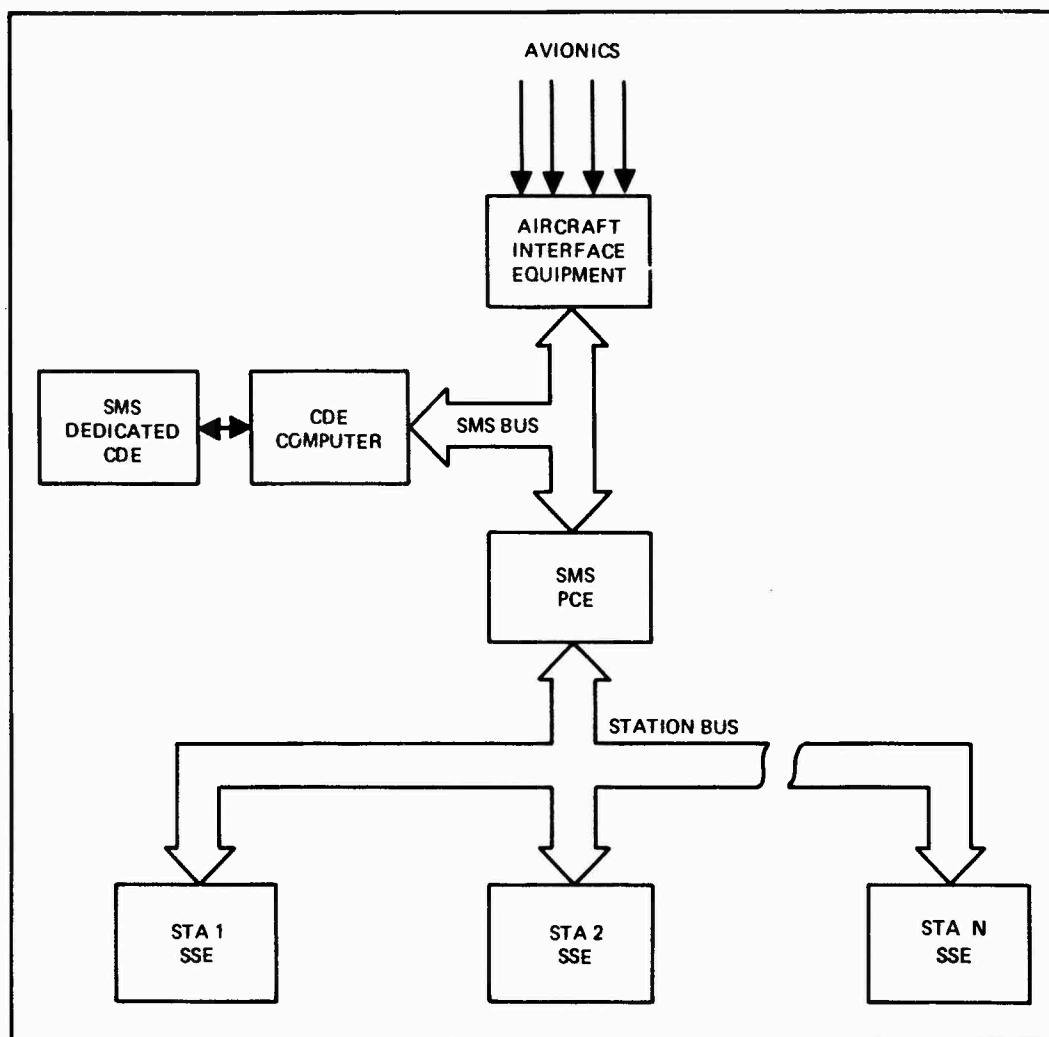 AVIONICS
AIRCRAFT
INTERFACE
EQUIPMENT
SMS
DEDICATED
CDE
CDE
COMPUTER
SMS BUS
SMS
PCE
STATION BUS
STA 1
SSE
STA 2
SSE
STA N
SSE